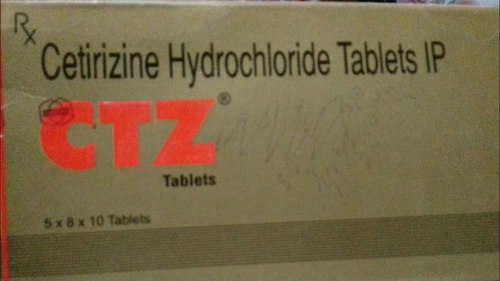 Rx
Cetirizine Hydrochloride Tablets IP
CTZ®
Tablets
5 x 8 x 10 Tablets